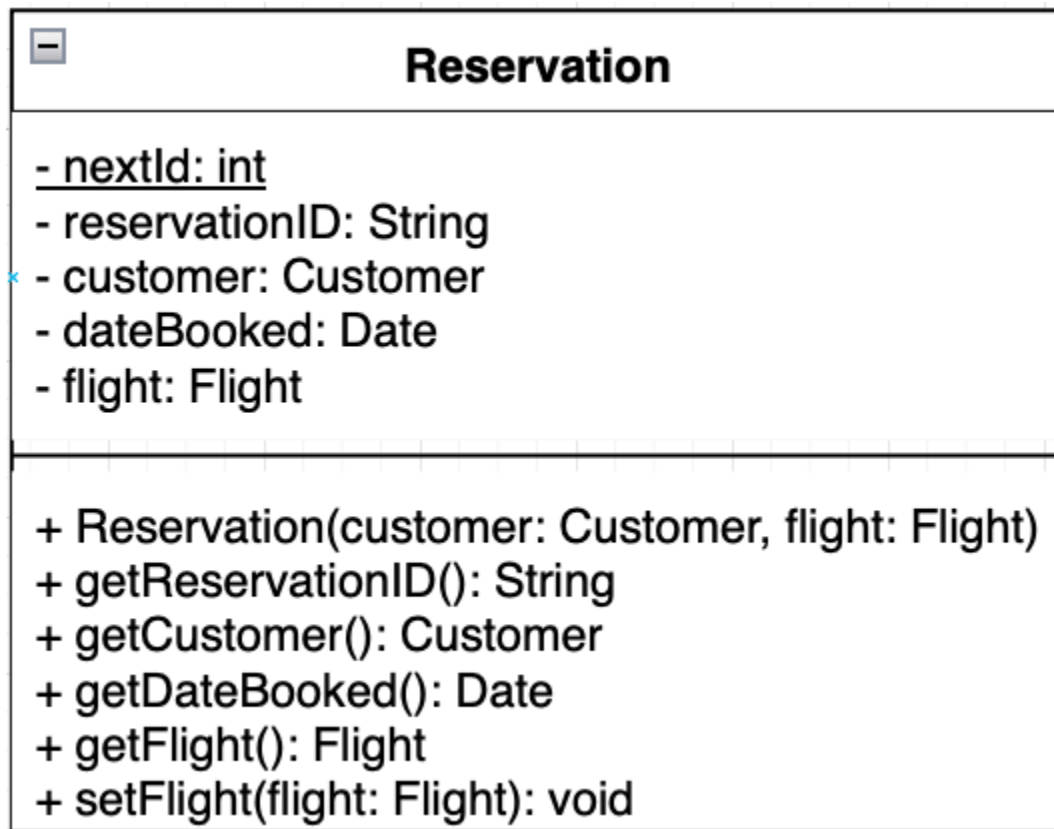 Reservation
- nextId: int
- reservationID: String
- customer: Customer
- dateBooked: Date
- flight: Flight
+ Reservation(customer: Customer, flight: Flight)
+ getReservationID(): String
+ getCustomer(): Customer
+ getDateBooked(): Date
+ getFlight(): Flight
+ setFlight(flight: Flight): void